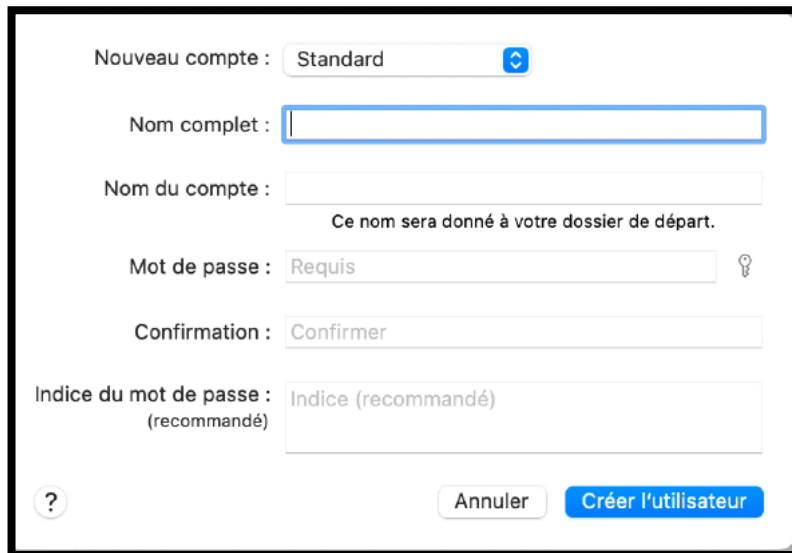 Nouveau compte : Standard
Nom complet :
Nom du compte :
Ce nom sera donné à votre dossier de départ.
Mot de passe : Requis
Confirmation : Confirmer
Indice du mot de passe : Indice (recommandé)
(recommandé)
? Annuler Créer l'utilisateur